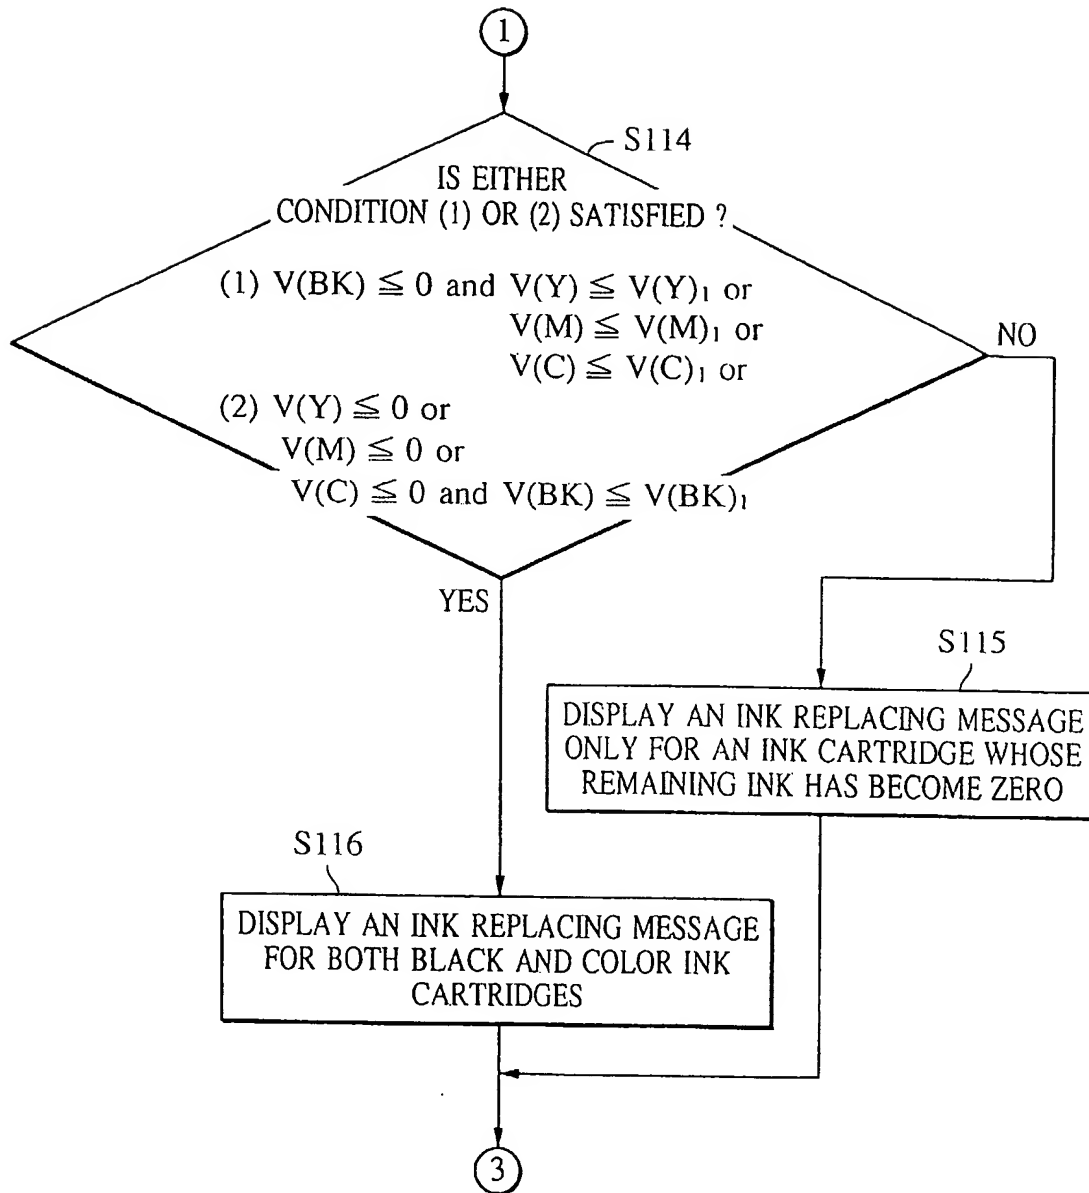 1
S114
IS EITHER
CONDITION (1) OR (2) SATISFIED ?
(1) V(BK) ≦ 0 and V(Y) ≦ V(Y)₁ or
V(M) ≦ V(M)₁ or
V(C) ≦ V(C)₁ or
NO
(2) V(Y) ≦ 0 or
V(M) ≦ 0 or
V(C) ≦ 0 and V(BK) ≦ V(BK)₁
YES
S115
DISPLAY AN INK REPLACING MESSAGE
ONLY FOR AN INK CARTRIDGE WHOSE
REMAINING INK HAS BECOME ZERO
S116
DISPLAY AN INK REPLACING MESSAGE
FOR BOTH BLACK AND COLOR INK
CARTRIDGES
3